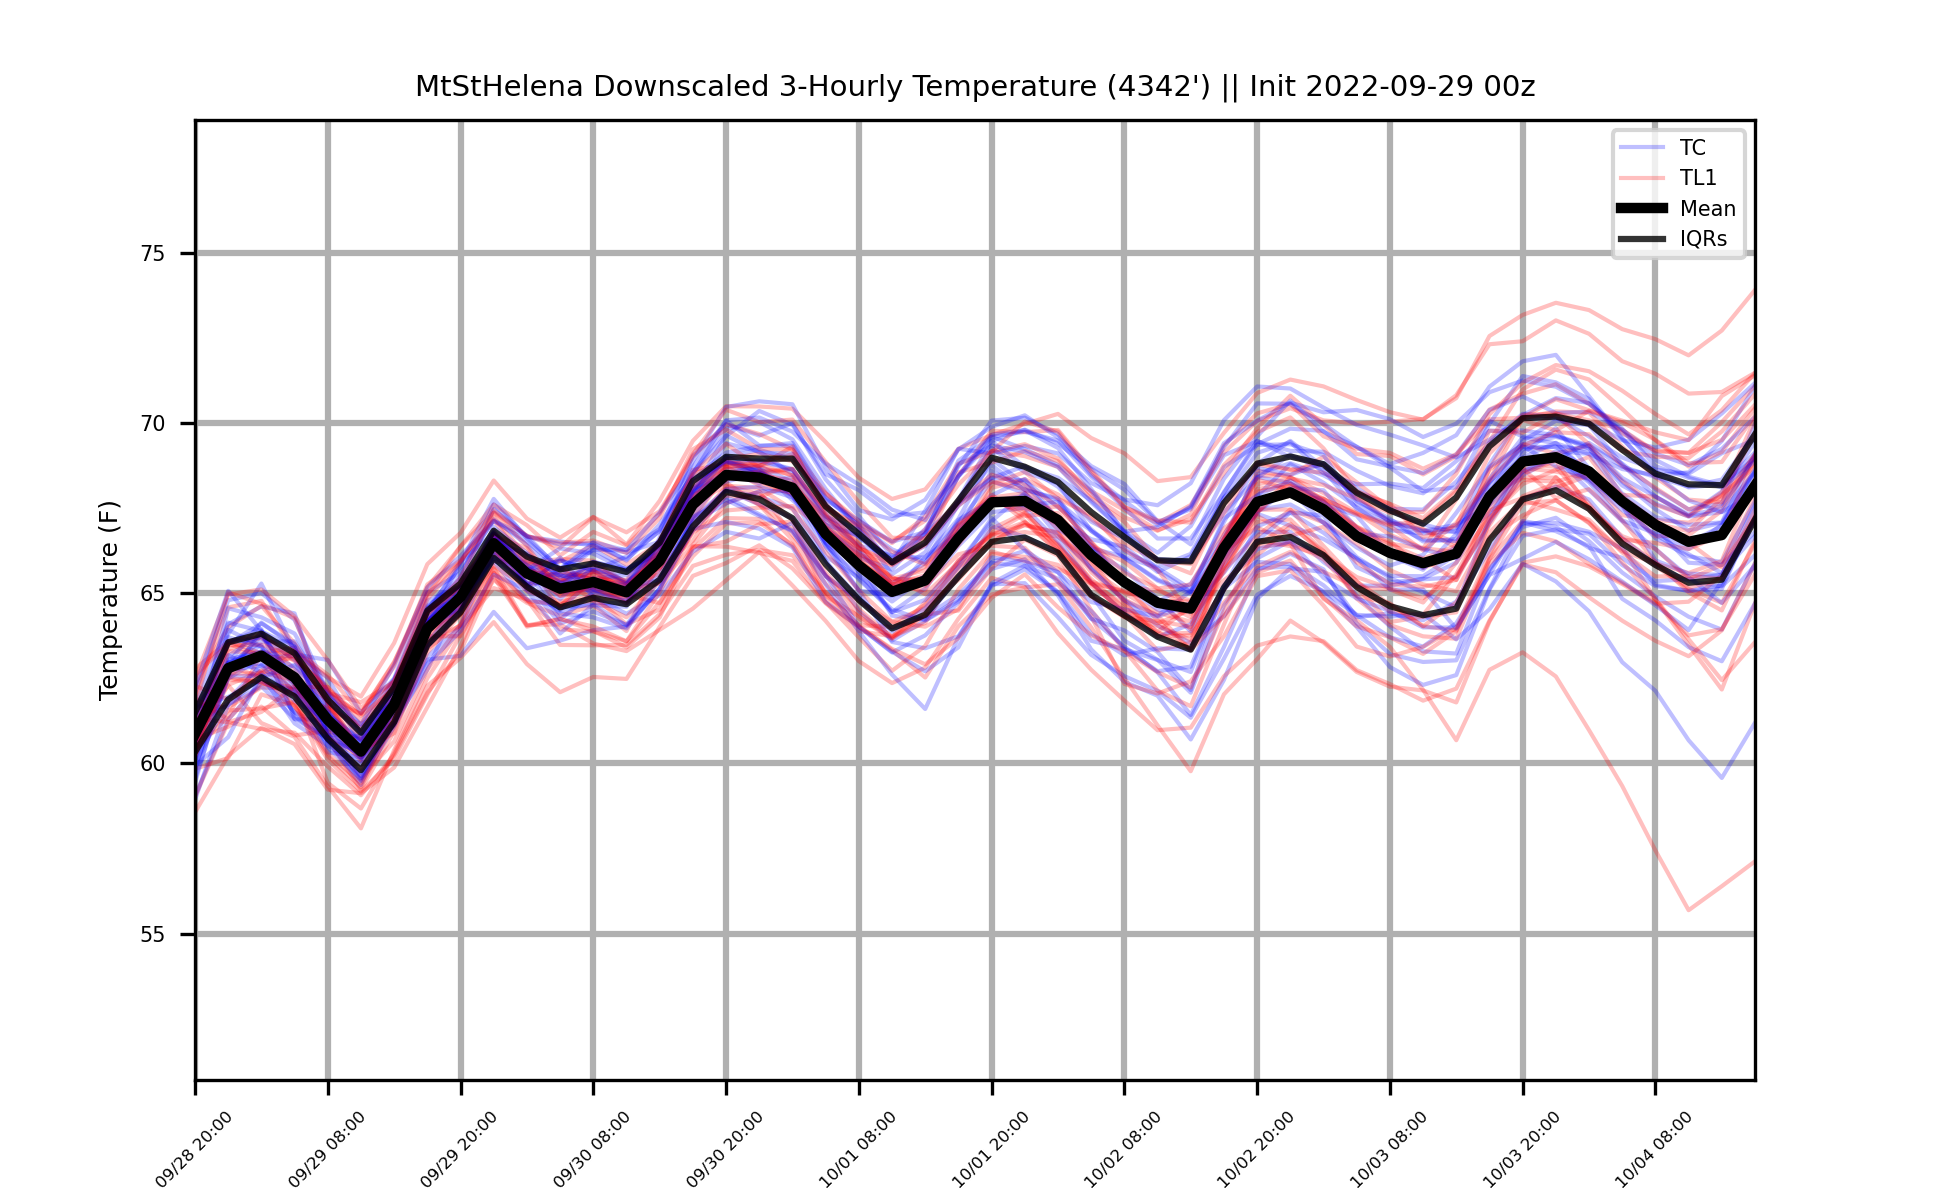 MtStHelena Downscaled 3-Hourly Temperature (4342') || Init 2022-09-29 00z
TC
TL1
Mean
IQRs
Temperature (F)
75
70
65
60
55
09/28 20:00
09/29 08:00
09/29 20:00
09/30 08:00
09/30 20:00
10/01 08:00
10/01 20:00
10/02 08:00
10/02 20:00
10/03 08:00
10/03 20:00
10/04 08:00